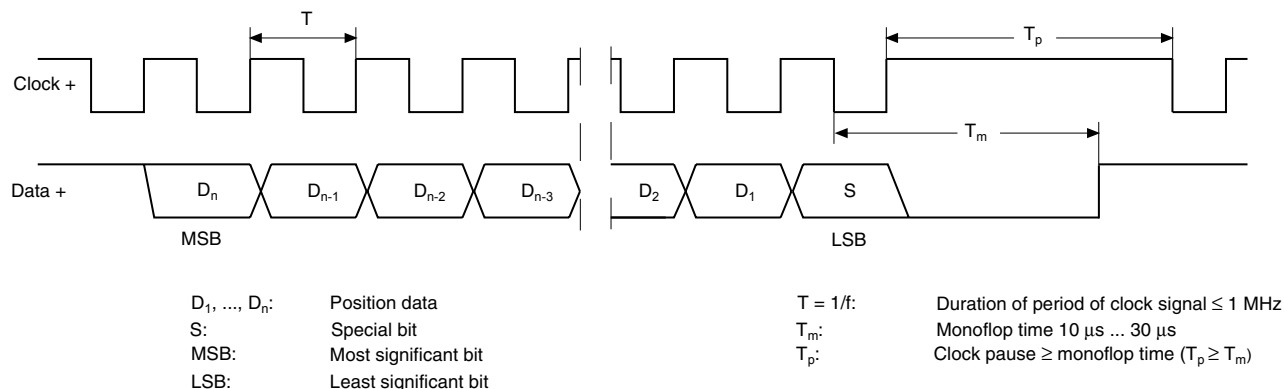 T
Tp
Clock +
Tm
Data +
Dn
Dn-1
Dn-2
Dn-3
D2
D1
S
MSB
LSB
D1, ..., Dn: Position data
S: Special bit
MSB: Most significant bit
LSB: Least significant bit
T = 1/f: Duration of period of clock signal ≤ 1 MHz
Tm: Monoflop time 10 μs ... 30 μs
Tp: Clock pause ≥ monoflop time (Tp ≥ Tm)